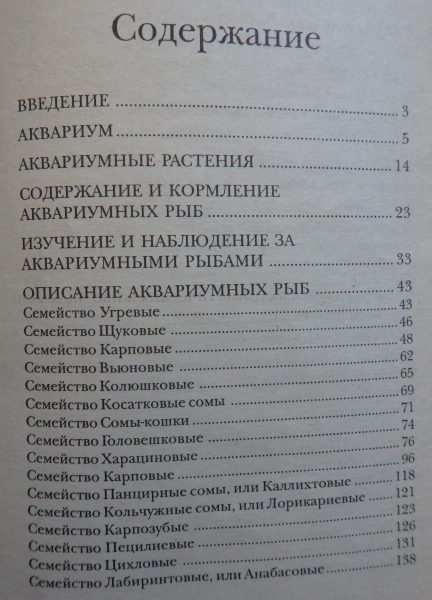 Содержание
ВВЕДЕНИЕ ........ 3
АКВАРИУМ ........ 5
АКВАРИУМНЫЕ РАСТЕНИЯ ........ 14
СОДЕРЖАНИЕ И КОРМЛЕНИЕ
АКВАРИУМНЫХ РЫБ ........ 23
ИЗУЧЕНИЕ И НАБЛЮДЕНИЕ ЗА
АКВАРИУМНЫМИ РЫБАМИ ........ 33
ОПИСАНИЕ АКВАРИУМНЫХ РЫБ ........ 43
Семейство Угревые ........ 43
Семейство Щуковые ........ 46
Семейство Карповые ........ 48
Семейство Вьюновые ........ 62
Семейство Колюшковые ........ 65
Семейство Косатковые сомы ........ 69
Семейство Сомы-кошки ........ 71
Семейство Головешковые ........ 74
Семейство Харациновые ........ 76
Семейство Карповые ........ 96
Семейство Панцирные сомы, или Каллихтовые ........ 118
Семейство Кольчужные сомы, или Лорикариевые ........ 121
Семейство Карпозубые ........ 123
Семейство Пецилиевые ........ 126
Семейство Цихловые ........ 131
Семейство Лабиринтовые, или Анабасовые ........ 138